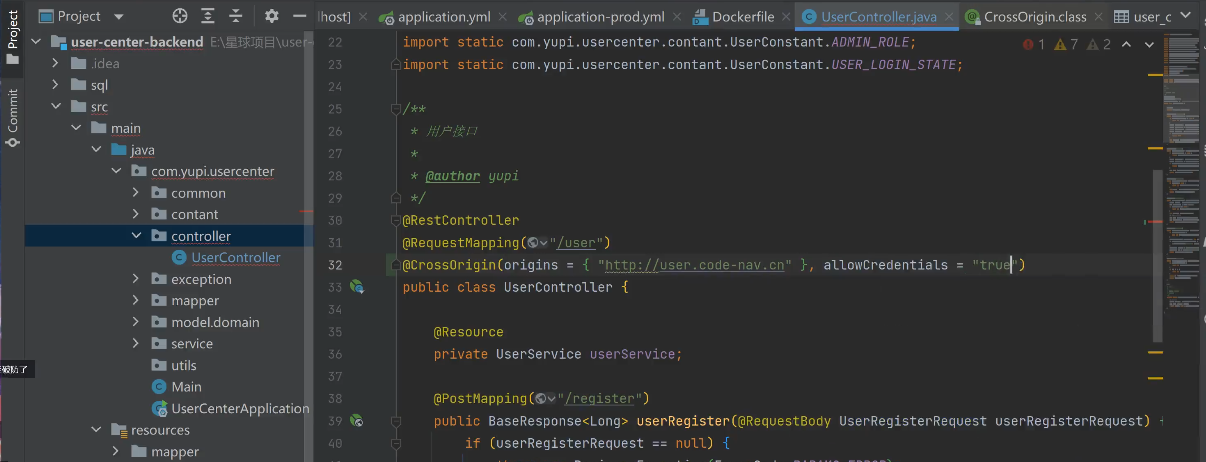 Project
lhost]
application.yml
application-prod.yml
Dockerfile
UserController.java
CrossOrigin.class
user_c
Project
Commit
user-center-backend E:\星球项目\user-
.idea
sql
src
main
java
com.yupi.usercenter
common
contant
controller
UserController
exception
mapper
model.domain
service
utils
Main
UserCenterApplication
resources
mapper
1 7 2
22 import static com.yupi.usercenter.contant.UserConstant.ADMIN_ROLE;
23 import static com.yupi.usercenter.contant.UserConstant.USER_LOGIN_STATE;
24
25 /**
26 * 用户接口
27 *
28 * @author yupi
29 */
30 @RestController
31 @RequestMapping("/user")
32 @CrossOrigin(origins = { "http://user.code-nav.cn" }, allowCredentials = "true")
33 public class UserController {
34
35 @Resource
36 private UserService userService;
37
38 @PostMapping("/register")
39 public BaseResponse<Long> userRegister(@RequestBody UserRegisterRequest userRegisterRequest) {
40 if (userRegisterRequest == null) {